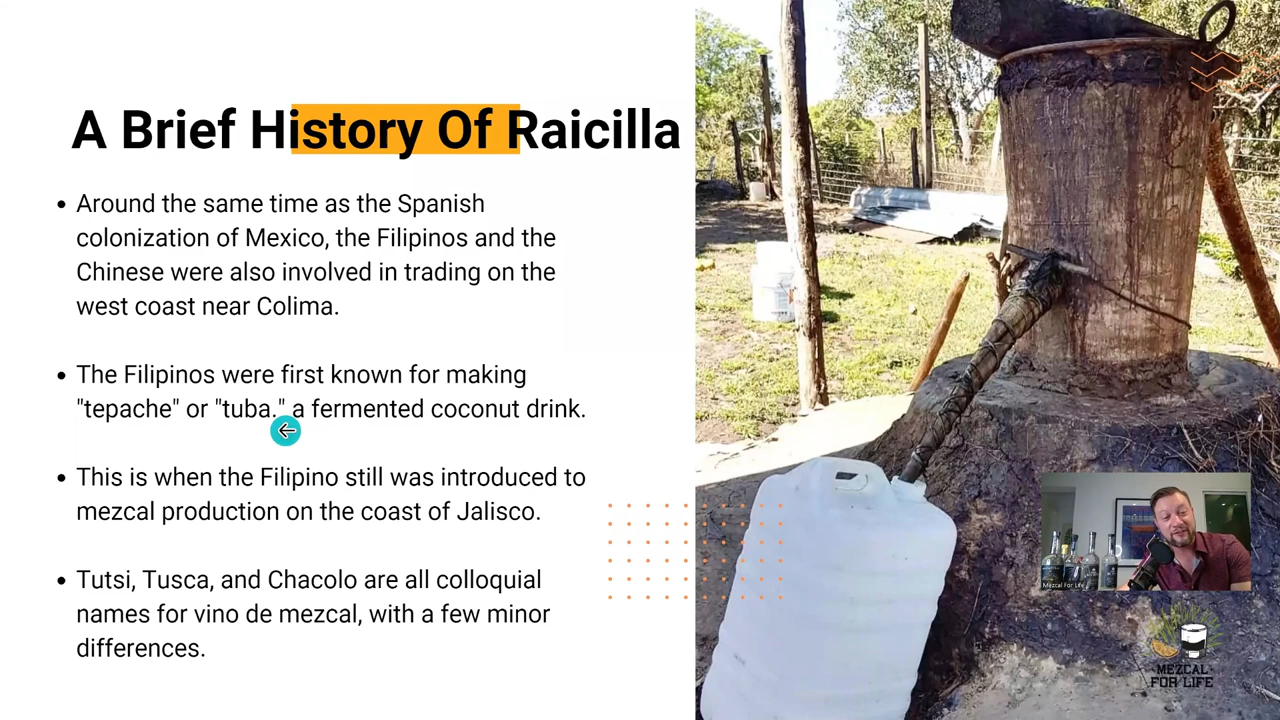 A Brief History Of Raicilla
Around the same time as the Spanish
colonization of Mexico, the Filipinos and the
Chinese were also involved in trading on the
west coast near Colima.
The Filipinos were first known for making
"tepache" or "tuba." a fermented coconut drink.
This is when the Filipino still was introduced to
mezcal production on the coast of Jalisco.
Tutsi, Tusca, and Chacolo are all colloquial
names for vino de mezcal, with a few minor
differences.
Mezcal For Life
MEZCAL
FOR LIFE